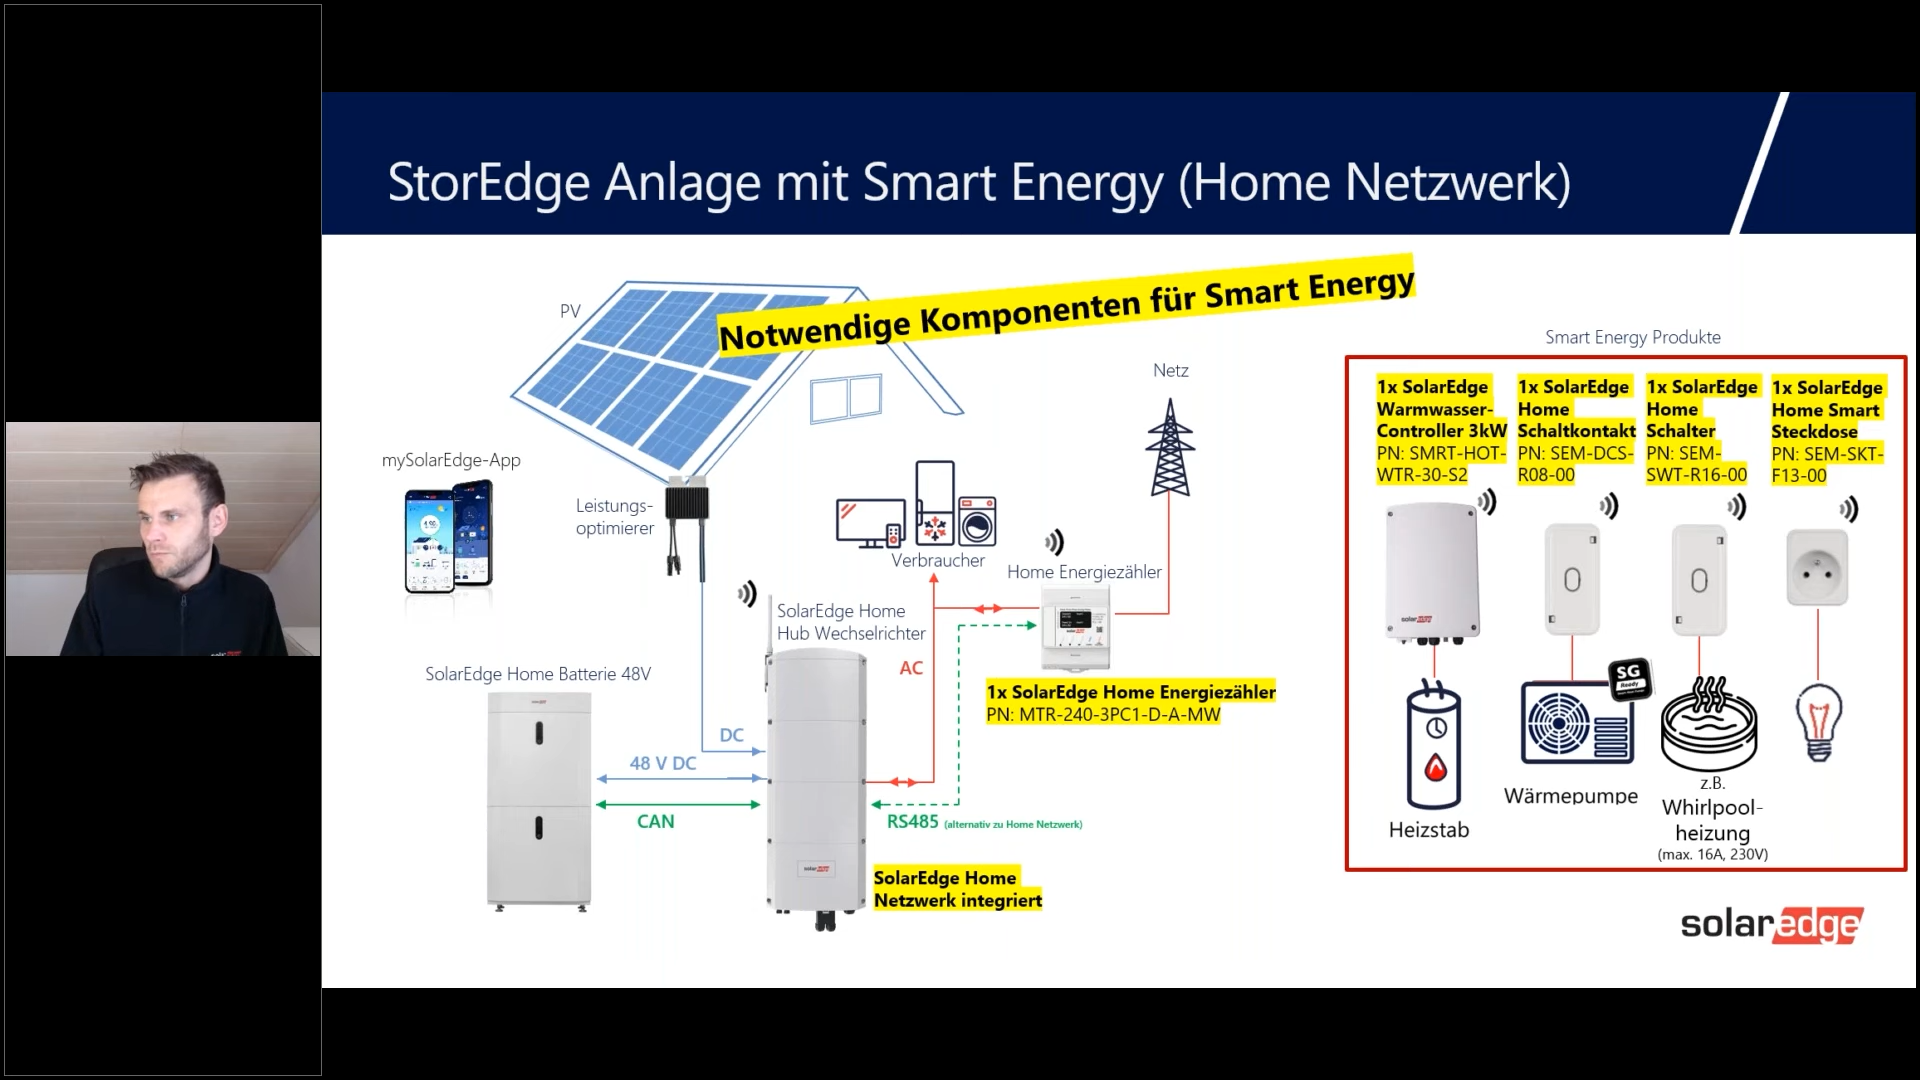 StorEdge Anlage mit Smart Energy (Home Netzwerk)
Notwendige Komponenten für Smart Energy
PV
Netz
mySolarEdge-App
Leistungs-
optimierer
Verbraucher
Home Energiezähler
SolarEdge Home
Hub Wechselrichter
AC
SolarEdge Home Batterie 48V
1x SolarEdge Home Energiezähler
PN: MTR-240-3PC1-D-A-MW
DC
48 V DC
CAN
RS485 (alternativ zu Home Netzwerk)
SolarEdge Home
Netzwerk integriert
Smart Energy Produkte
1x SolarEdge
Warmwasser-
Controller 3kW
PN: SMRT-HOT-
WTR-30-S2
1x SolarEdge
Home
Schaltkontakt
PN: SEM-DCS-
R08-00
1x SolarEdge
Home
Schalter
PN: SEM-
SWT-R16-00
1x SolarEdge
Home Smart
Steckdose
PN: SEM-SKT-
F13-00
solaredge
SG
Ready
Heizstab
Wärmepumpe
z.B.
Whirlpool-
heizung
(max. 16A, 230V)
solaredge
solaredge